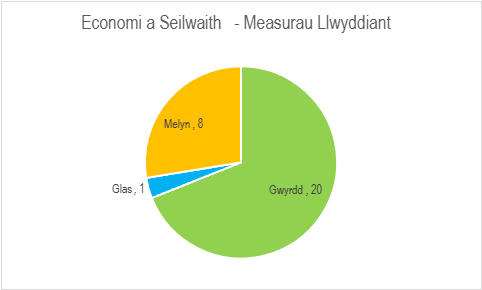 Economi a Seilwaith - Measurau Llwyddiant
Melyn , 8
Glas , 1
Gwyrdd , 20